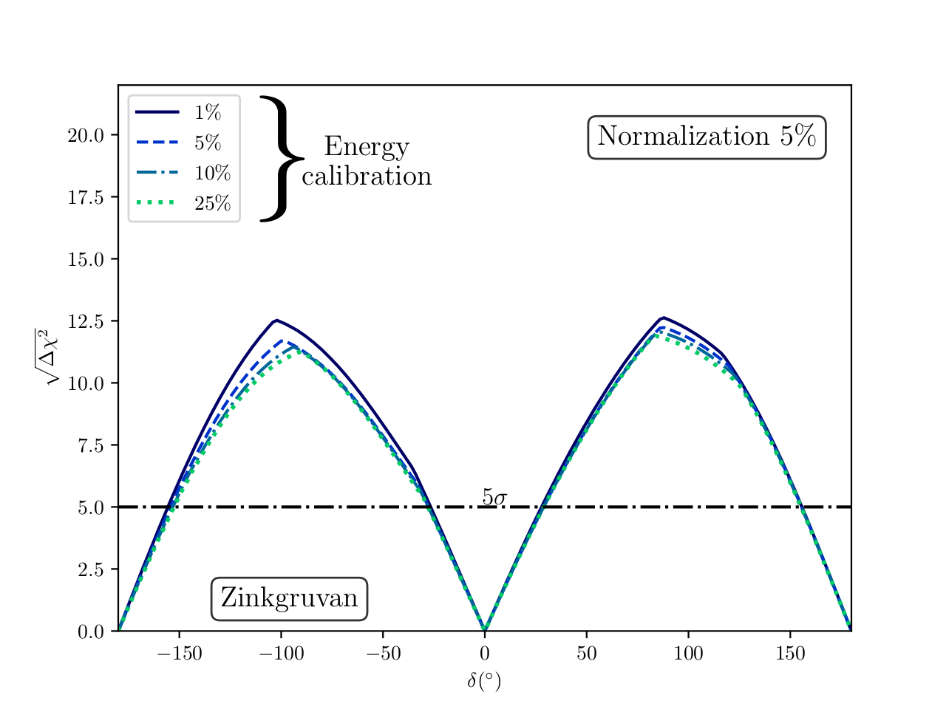 1%
5%
10%
25%
Energy
calibration
Normalization 5%
20.0
17.5
15.0
12.5
10.0
7.5
5.0
2.5
0.0
√Δχ²
5σ
Zinkgruvan
−150
−100
−50
0
50
100
150
δ(°)